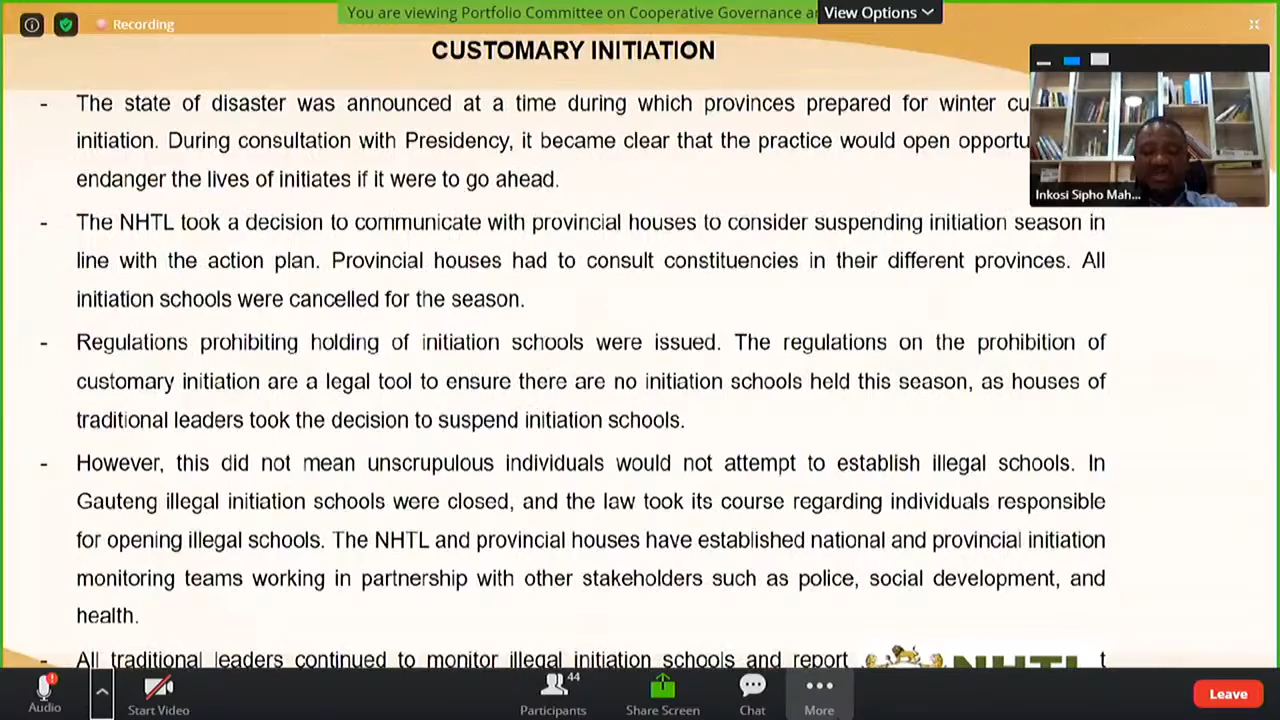 Recording
You are viewing Portfolio Committee on Cooperative Governance a
View Options
CUSTOMARY INITIATION
- The state of disaster was announced at a time during which provinces prepared for winter cu
initiation. During consultation with Presidency, it became clear that the practice would open opportu
endanger the lives of initiates if it were to go ahead.
Inkosi Sipho Mah...
- The NHTL took a decision to communicate with provincial houses to consider suspending initiation season in
line with the action plan. Provincial houses had to consult constituencies in their different provinces. All
initiation schools were cancelled for the season.
- Regulations prohibiting holding of initiation schools were issued. The regulations on the prohibition of
customary initiation are a legal tool to ensure there are no initiation schools held this season, as houses of
traditional leaders took the decision to suspend initiation schools.
- However, this did not mean unscrupulous individuals would not attempt to establish illegal schools. In
Gauteng illegal initiation schools were closed, and the law took its course regarding individuals responsible
for opening illegal schools. The NHTL and provincial houses have established national and provincial initiation
monitoring teams working in partnership with other stakeholders such as police, social development, and
health.
- All traditional leaders continued to monitor illegal initiation schools and report t
NHTL
Audio
Start Video
44
Participants
Share Screen
Chat
More
Leave